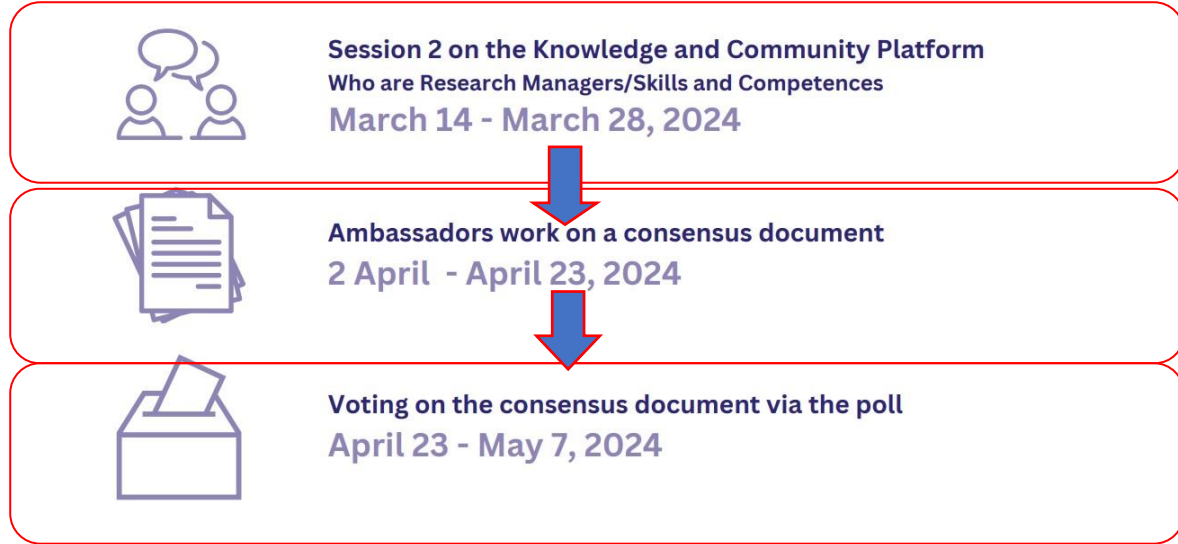 Session 2 on the Knowledge and Community Platform
Who are Research Managers/Skills and Competences
March 14 - March 28, 2024
Ambassadors work on a consensus document
2 April  - April 23, 2024
Voting on the consensus document via the poll
April 23 - May 7, 2024